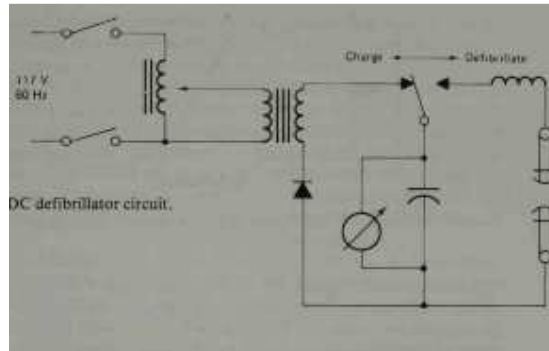 Charge Defibrillate
117 V
60 Hz
DC defibrillator circuit.